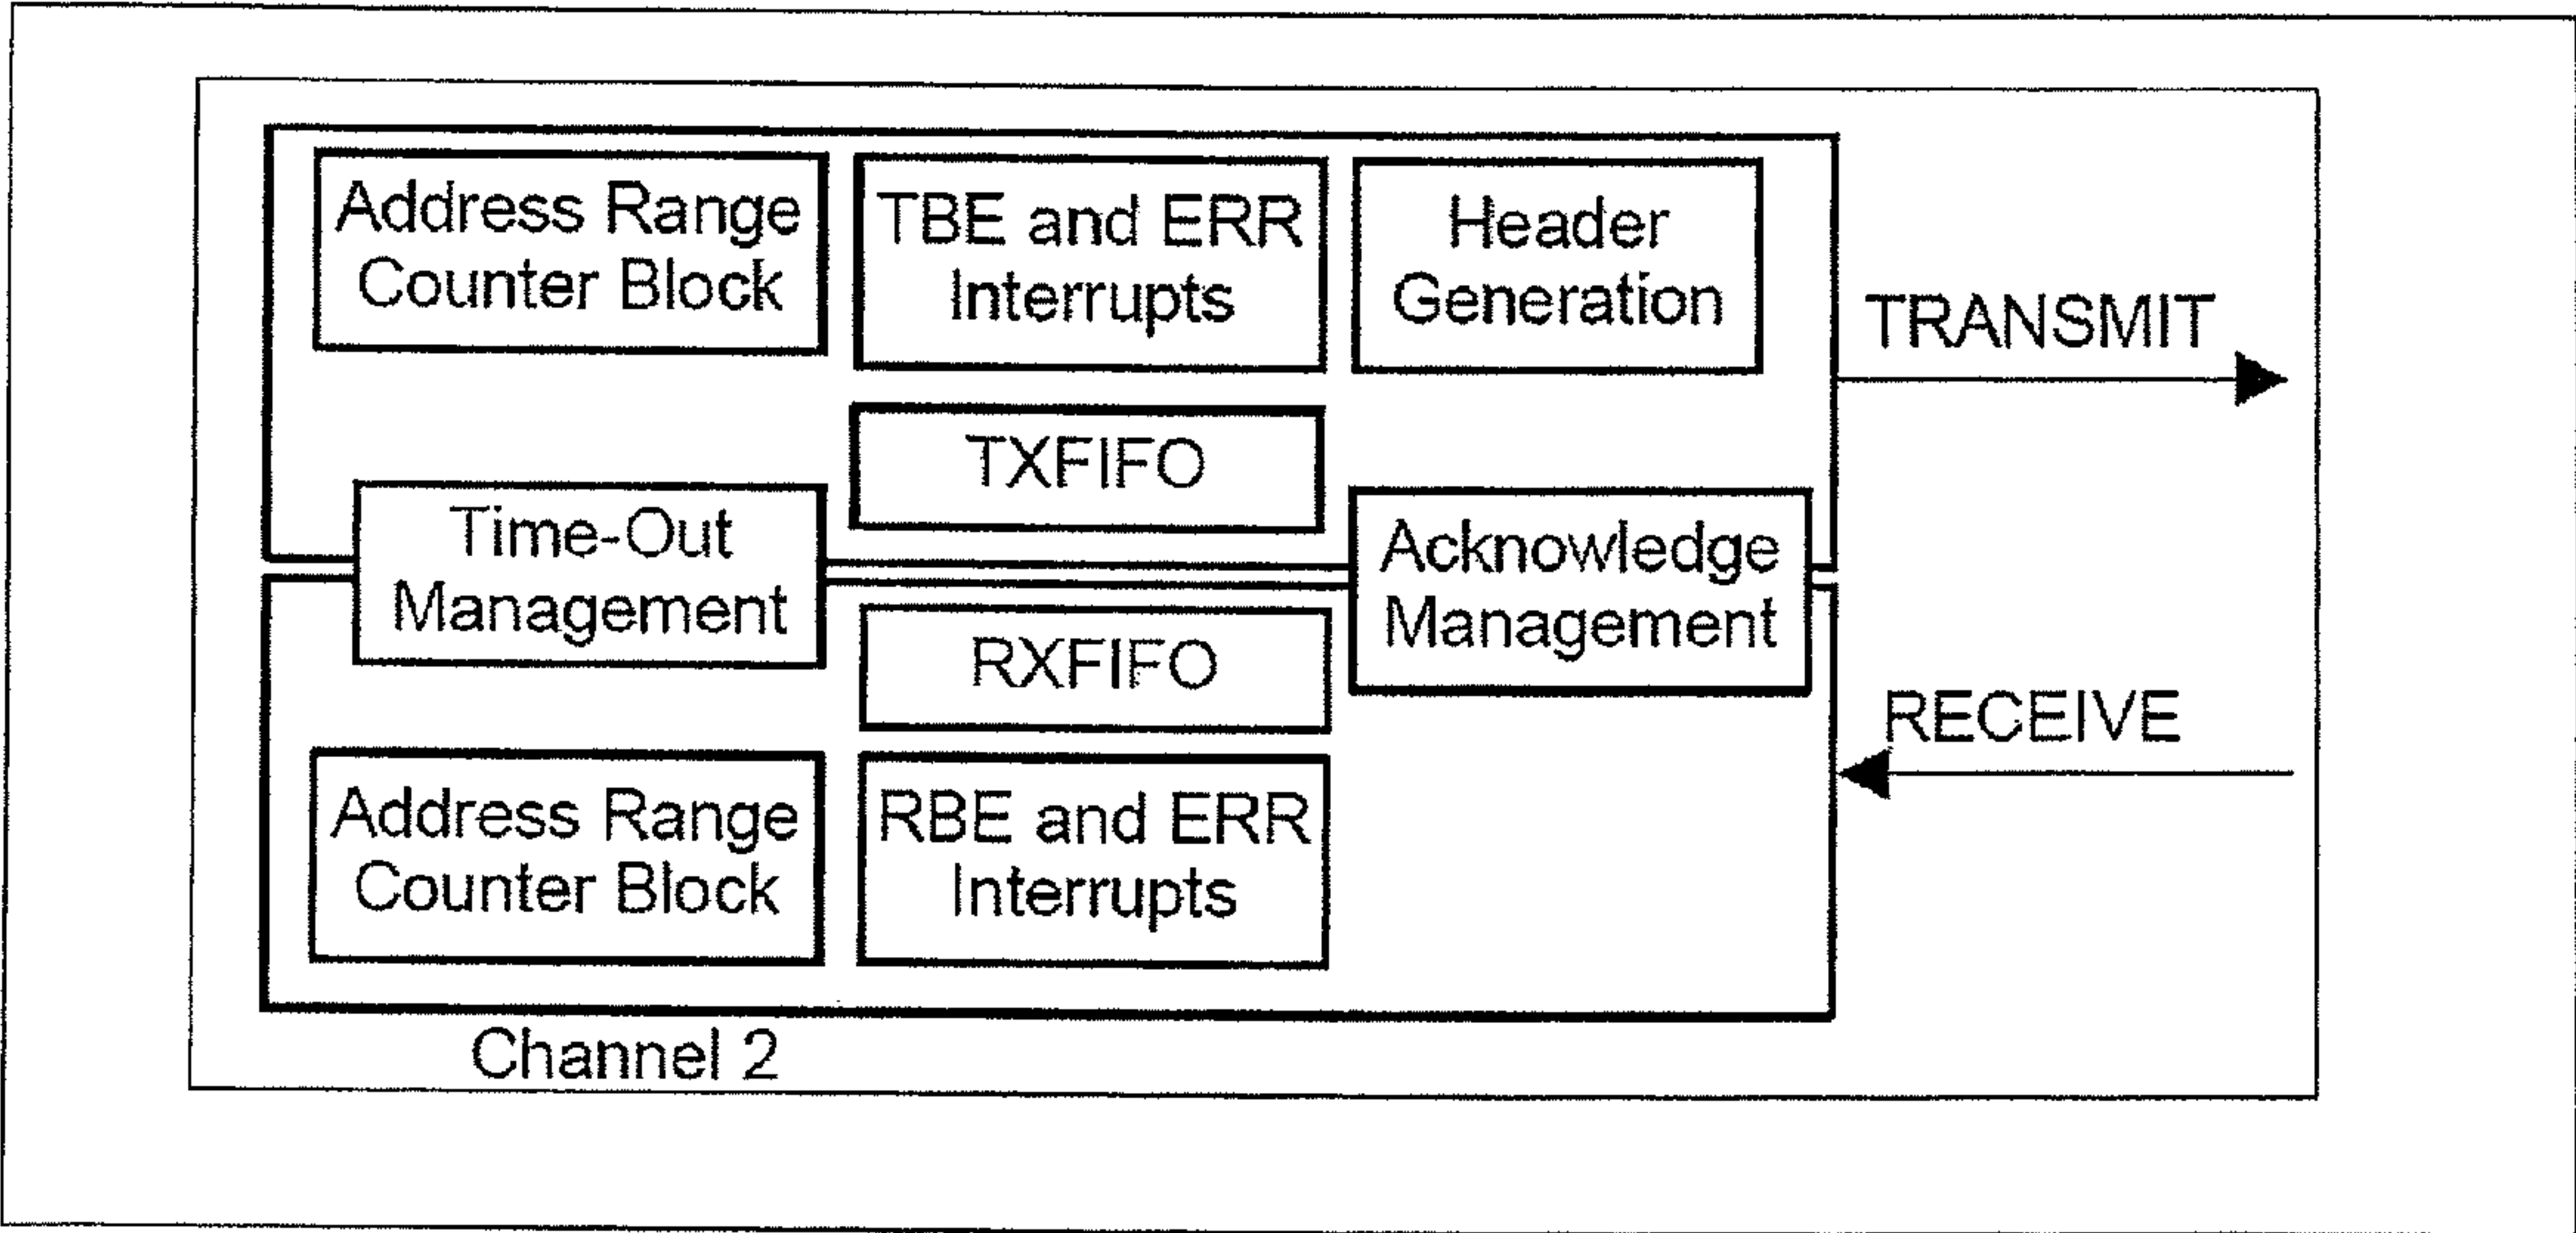 Address Range
Counter Block
TBE and ERR
Interrupts
Header
Generation
TRANSMIT
TXFIFO
Time-Out
Management
Acknowledge
Management
RXFIFO
RECEIVE
Address Range
Counter Block
RBE and ERR
Interrupts
Channel 2